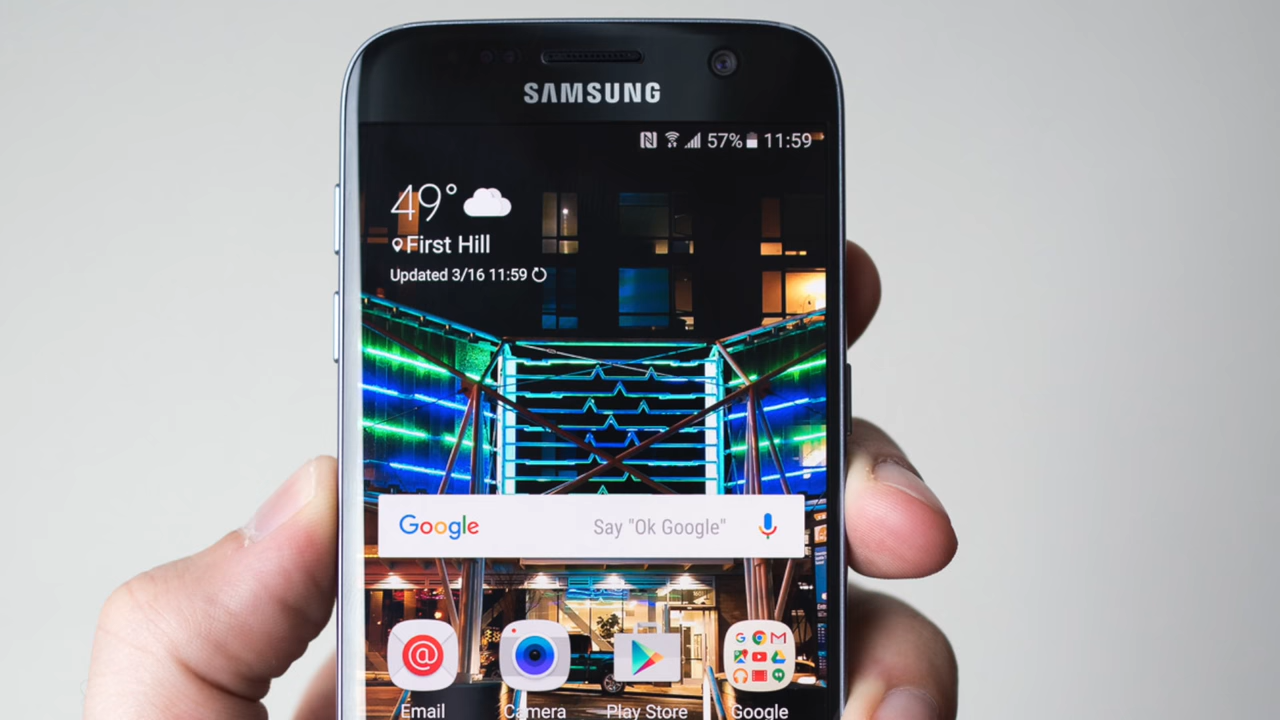 SAMSUNG
57% 11:59
49°
First Hill
Updated 3/16 11:59
Google Say "Ok Google"
Email Camera Play Store Google